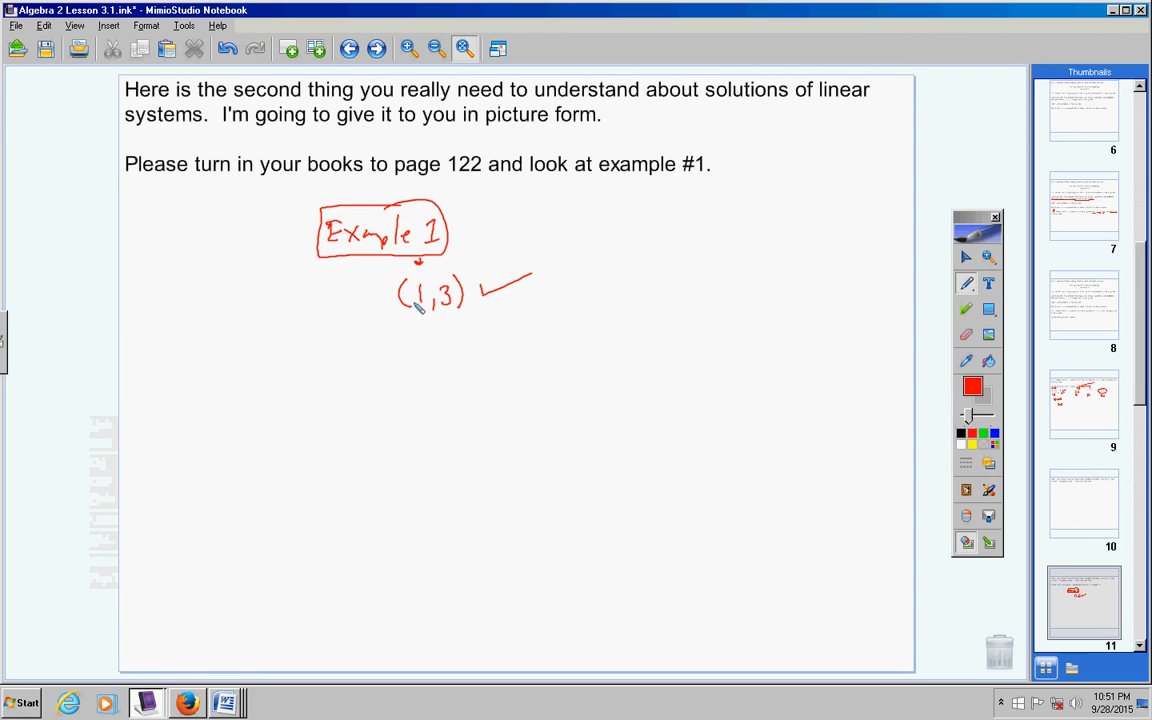 Algebra 2 Lesson 3.1.ink* - MimioStudio Notebook
File Edit View Insert Format Tools Help
Here is the second thing you really need to understand about solutions of linear
systems. I'm going to give it to you in picture form.
Please turn in your books to page 122 and look at example #1.
Example 1
(1,3)
Thumbnails
6
7
8
9
10
11
Start
10:51 PM
9/28/2015